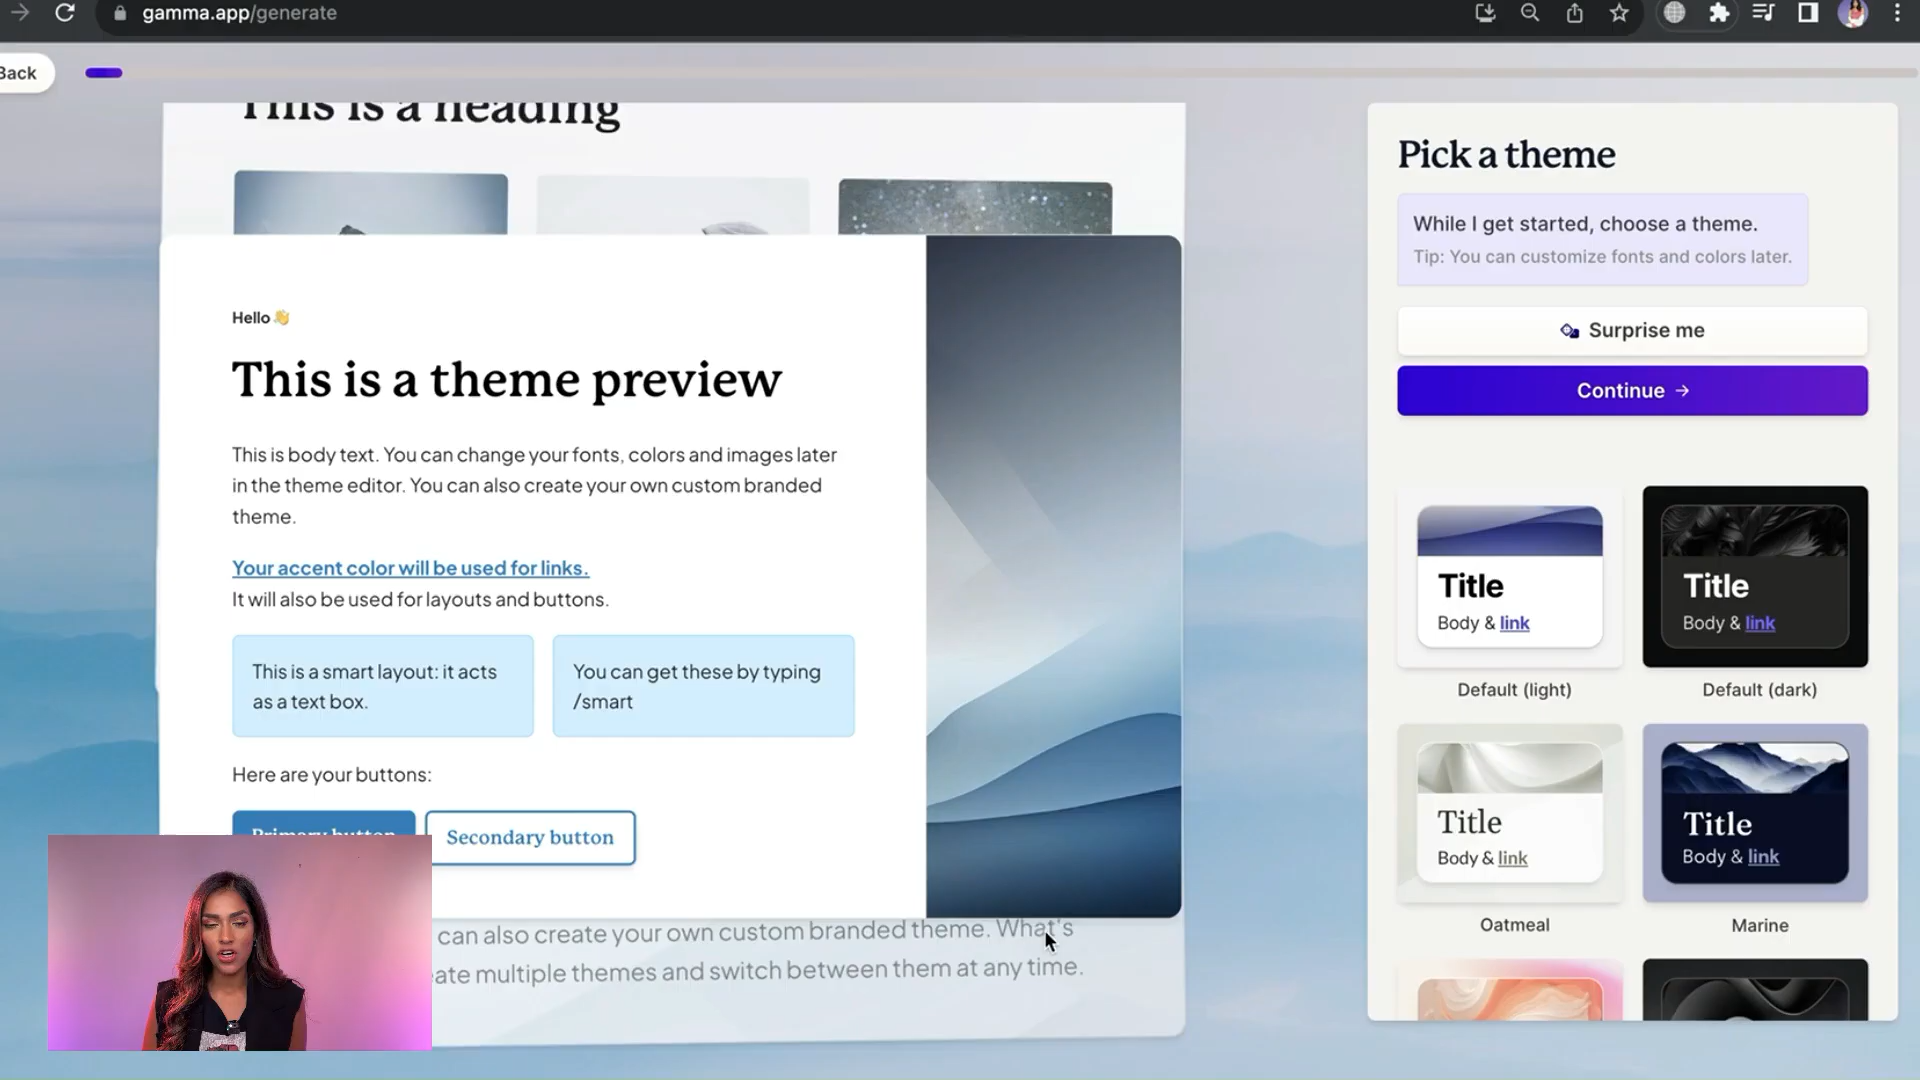 gamma.app/generate
Back
This is a heading
Hello 👋
This is a theme preview
This is body text. You can change your fonts, colors and images later
in the theme editor. You can also create your own custom branded
theme.
Your accent color will be used for links.
It will also be used for layouts and buttons.
This is a smart layout: it acts
as a text box.
You can get these by typing
/smart
Here are your buttons:
Primary button
Secondary button
can also create your own custom branded theme. What's
ate multiple themes and switch between them at any time.
Pick a theme
While I get started, choose a theme.
Tip: You can customize fonts and colors later.
Surprise me
Continue →
Title
Body & link
Default (light)
Title
Body & link
Default (dark)
Title
Body & link
Oatmeal
Title
Body & link
Marine